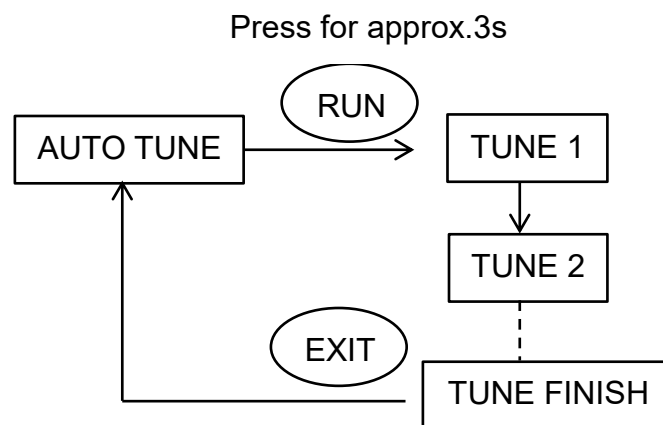 Press for approx.3s
RUN
AUTO TUNE
TUNE 1
TUNE 2
EXIT
TUNE FINISH